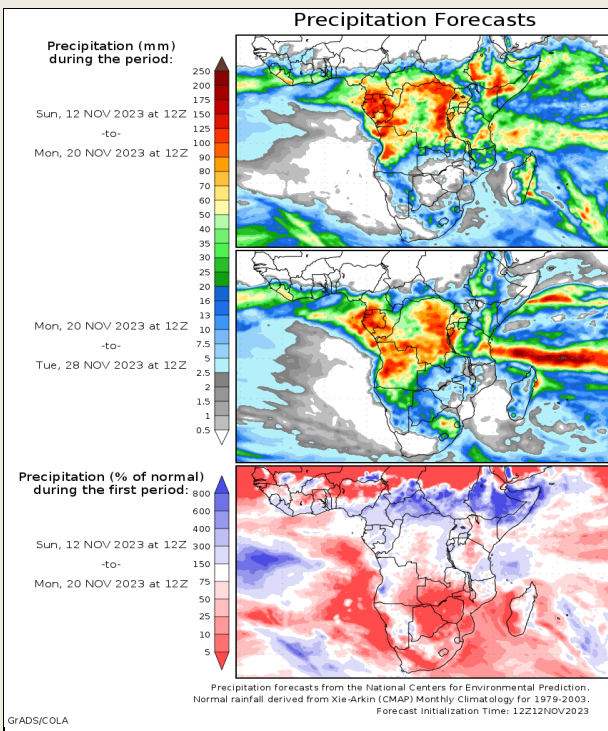 Precipitation Forecasts
Precipitation (mm)
during the period:
Sun, 12 NOV 2023 at 12Z
-to-
Mon, 20 NOV 2023 at 12Z
250
200
175
150
125
100
90
80
70
60
50
40
35
30
25
20
16
13
10
7.5
5
2.5
2
1.5
1
0.5
Mon, 20 NOV 2023 at 12Z
-to-
Tue, 28 NOV 2023 at 12Z
Precipitation (% of normal)
during the first period:
Sun, 12 NOV 2023 at 12Z
-to-
Mon, 20 NOV 2023 at 12Z
800
600
400
300
150
75
50
25
10
5
Precipitation forecasts from the National Centers for Environmental Prediction.
Normal rainfall derived from Xie-Arkin (CMAP) Monthly Climatology for 1979-2003.
Forecast Initialization Time: 12Z12NOV2023
GrADS/COLA